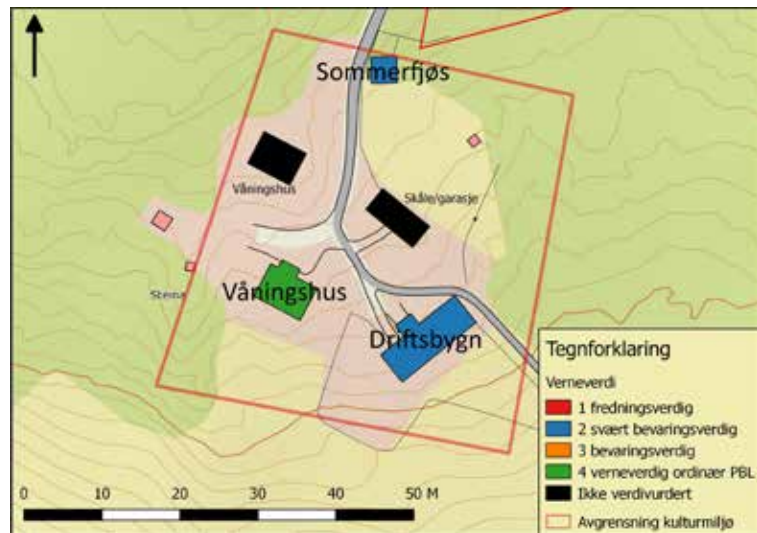 Sommerfjøs
Våningshus
Skåle/garasje
Våningshus
Driftsbygn
Tegnforklaring
Verneverdi
1 fredningsverdig
2 svært bevaringsverdig
3 bevaringsverdig
4 verneverdig ordinær PBL
Ikke verdivurdert
Avgrensning kulturmiljø
0 10 20 30 40 50 M